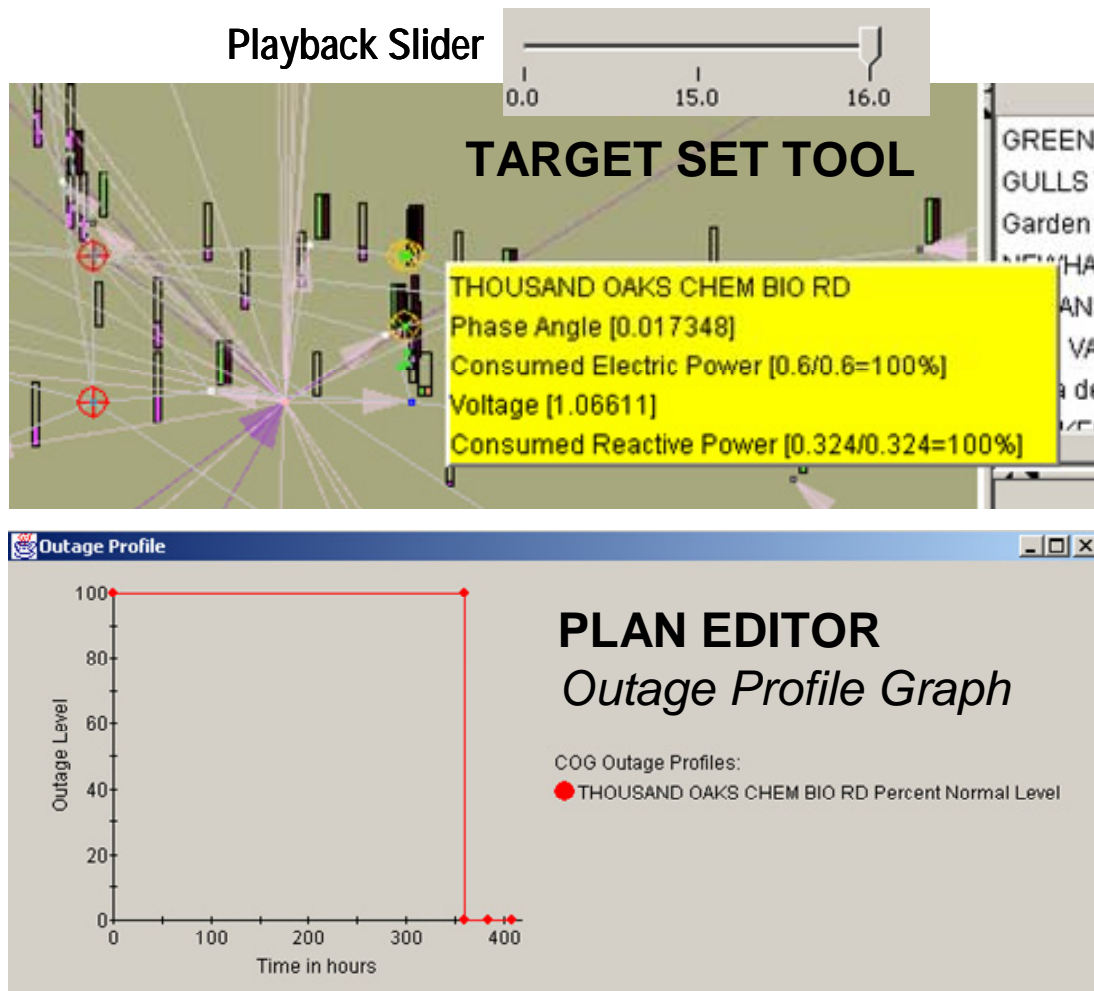 Playback Slider
0.0 15.0 16.0
TARGET SET TOOL
GREEN
GULLS
Garden
THOUSAND OAKS CHEM BIO RD
Phase Angle [0.017348]
Consumed Electric Power [0.6/0.6=100%]
Voltage [1.06611]
Consumed Reactive Power [0.324/0.324=100%]
AN
VA
de
Outage Profile
100
80
60
40
20
0
Outage Level
0 100 200 300 400
Time in hours
PLAN EDITOR
Outage Profile Graph
COG Outage Profiles:
THOUSAND OAKS CHEM BIO RD Percent Normal Level